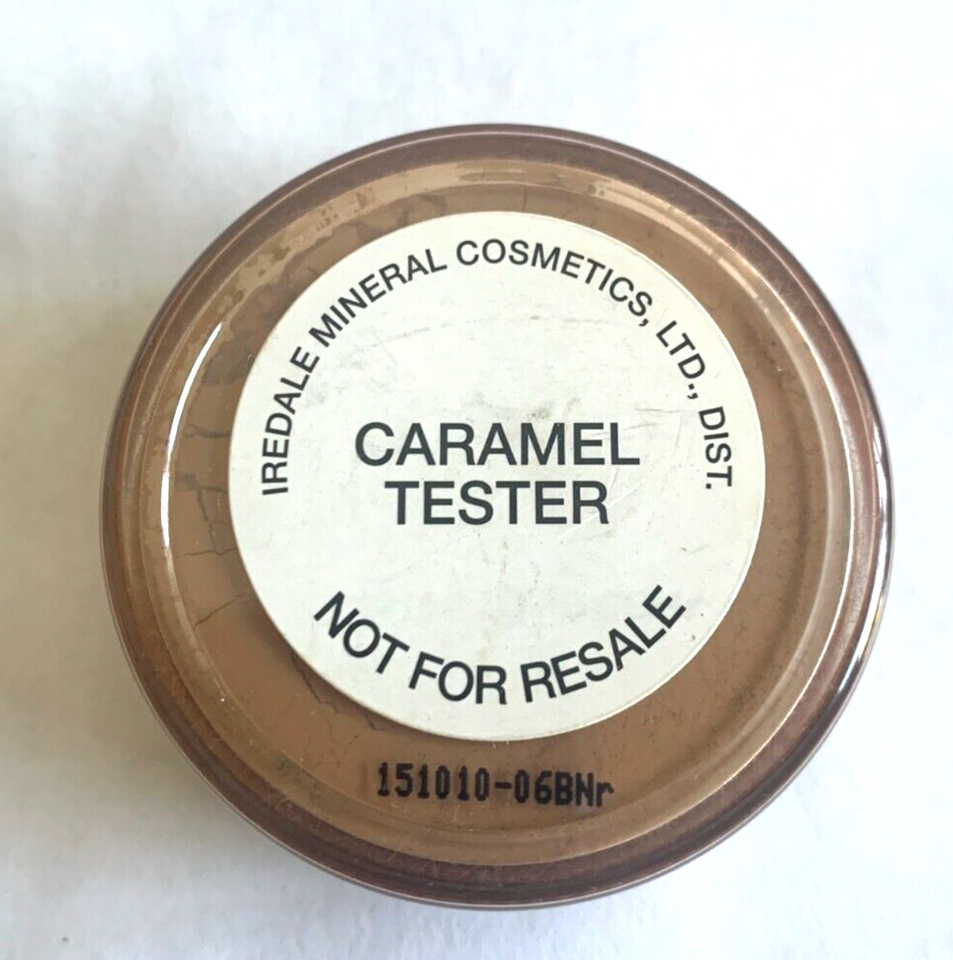 IREDALE MINERAL COSMETICS, LTD., DIST.
CARAMEL
TESTER
NOT FOR RESALE
151010-06BNr